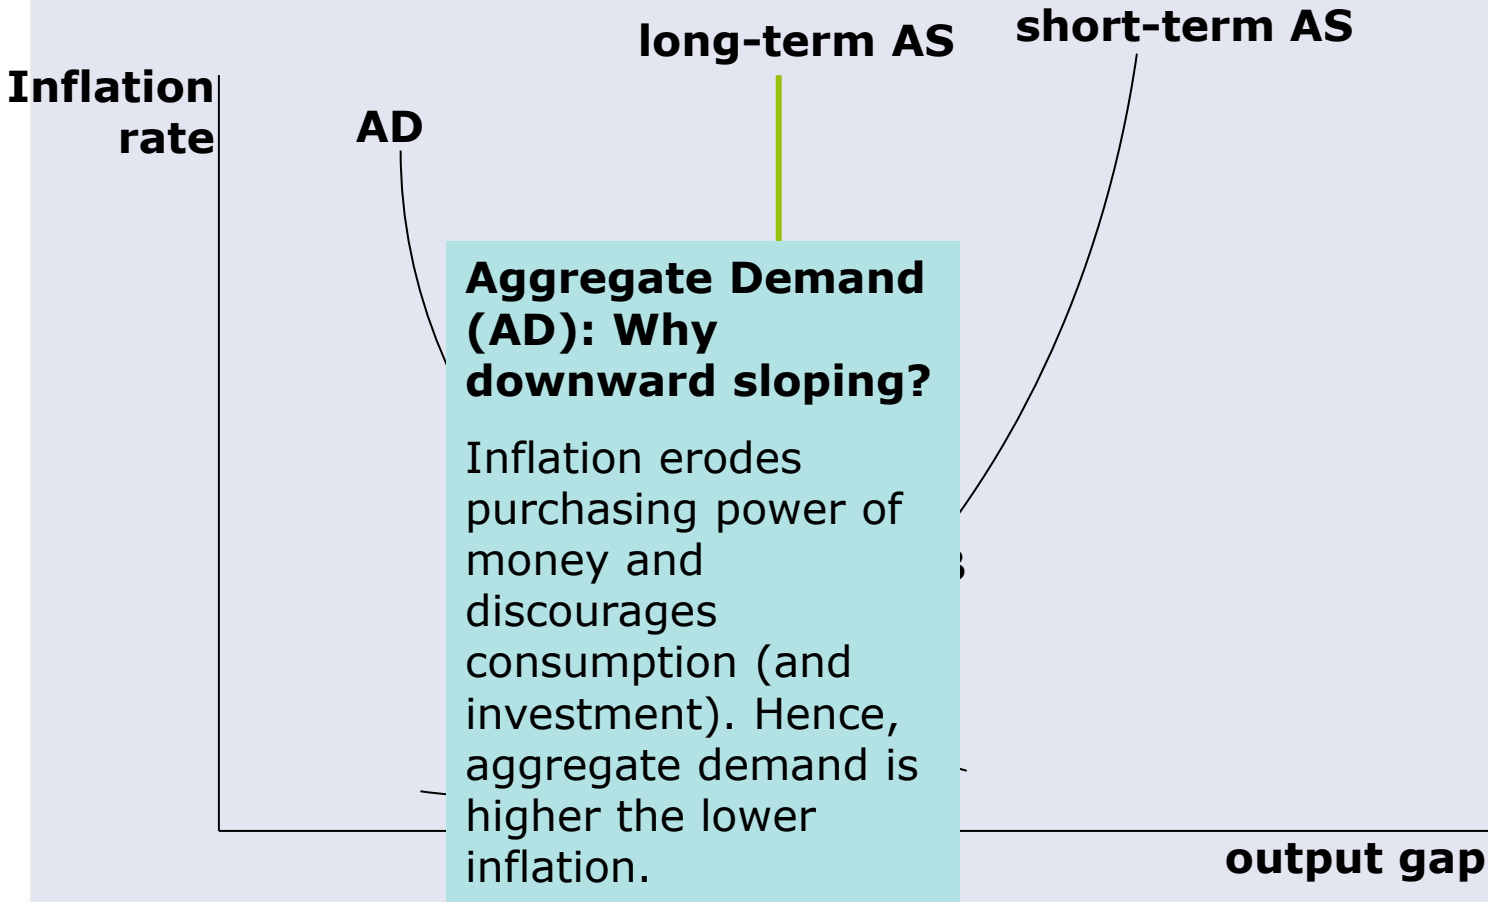 long-term AS
short-term AS
Inflation
rate
AD
Aggregate Demand
(AD): Why
downward sloping?
Inflation erodes
purchasing power of
money and
discourages
consumption (and
investment). Hence,
aggregate demand is
higher the lower
inflation.
output gap